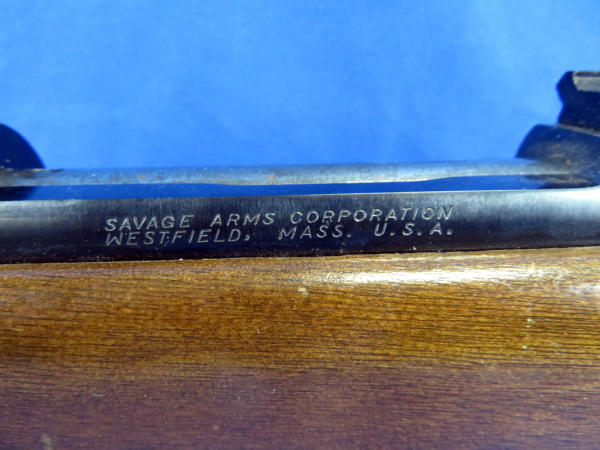 SAVAGE ARMS CORPORATION
WESTFIELD, MASS. U.S.A.